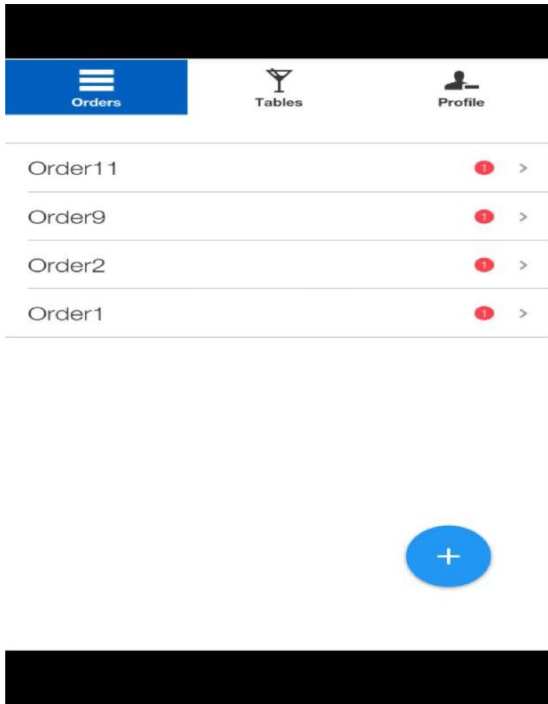 Orders Tables Profile
Order11 1 >
Order9 1 >
Order2 1 >
Order1 1 >
+